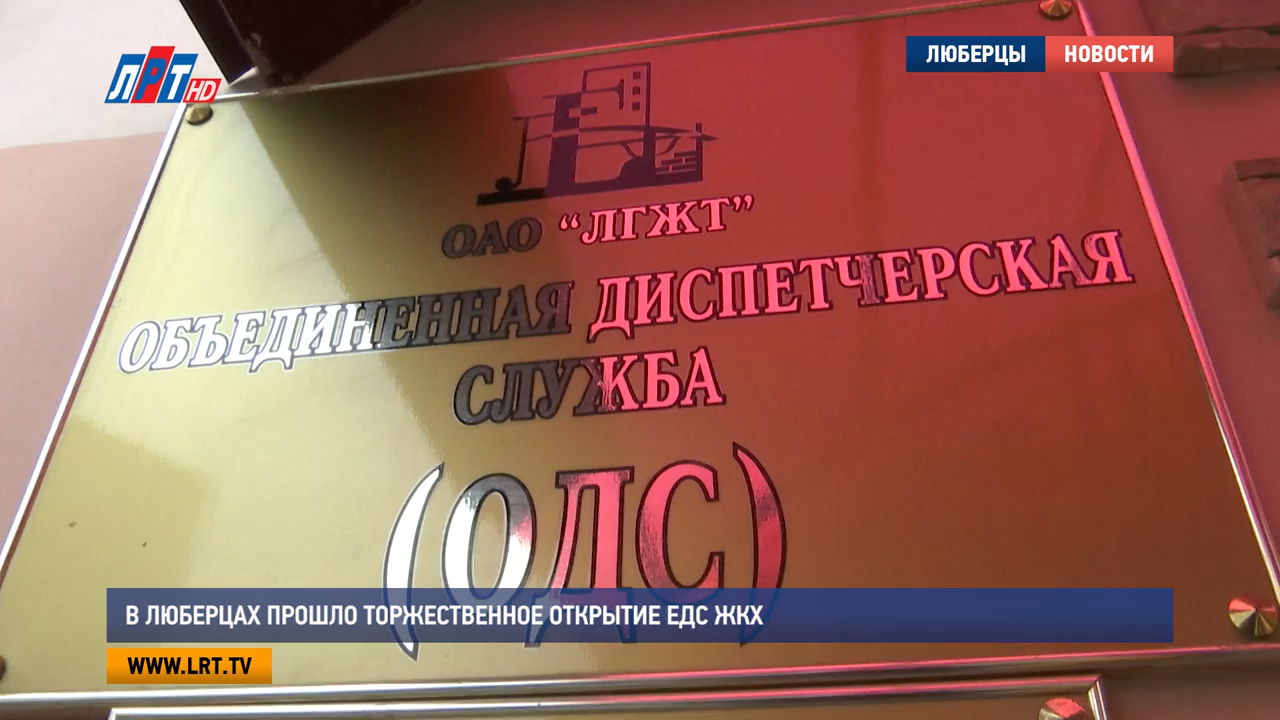 ЛРТ HD
ЛЮБЕРЦЫ НОВОСТИ
ОАО “ЛГЖТ”
ОБЪЕДИНЕННАЯ ДИСПЕТЧЕРСКАЯ
СЛУЖБА
(ОДС)
В ЛЮБЕРЦАХ ПРОШЛО ТОРЖЕСТВЕННОЕ ОТКРЫТИЕ ЕДС ЖКХ
WWW.LRT.TV